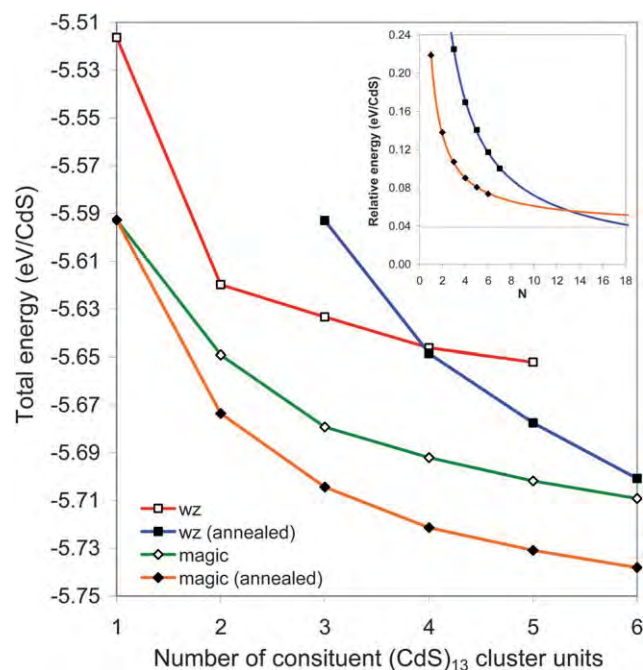 Total energy (eV/CdS)
-5.51
-5.53
-5.55
-5.57
-5.59
-5.61
-5.63
-5.65
-5.67
-5.69
-5.71
-5.73
-5.75
Relative energy (eV/CdS)
0.24
0.20
0.16
0.12
0.08
0.04
0.00
0 2 4 6 8 10 12 14 16 18
N
wz
wz (annealed)
magic
magic (annealed)
1 2 3 4 5 6
Number of consituent (CdS)13 cluster units